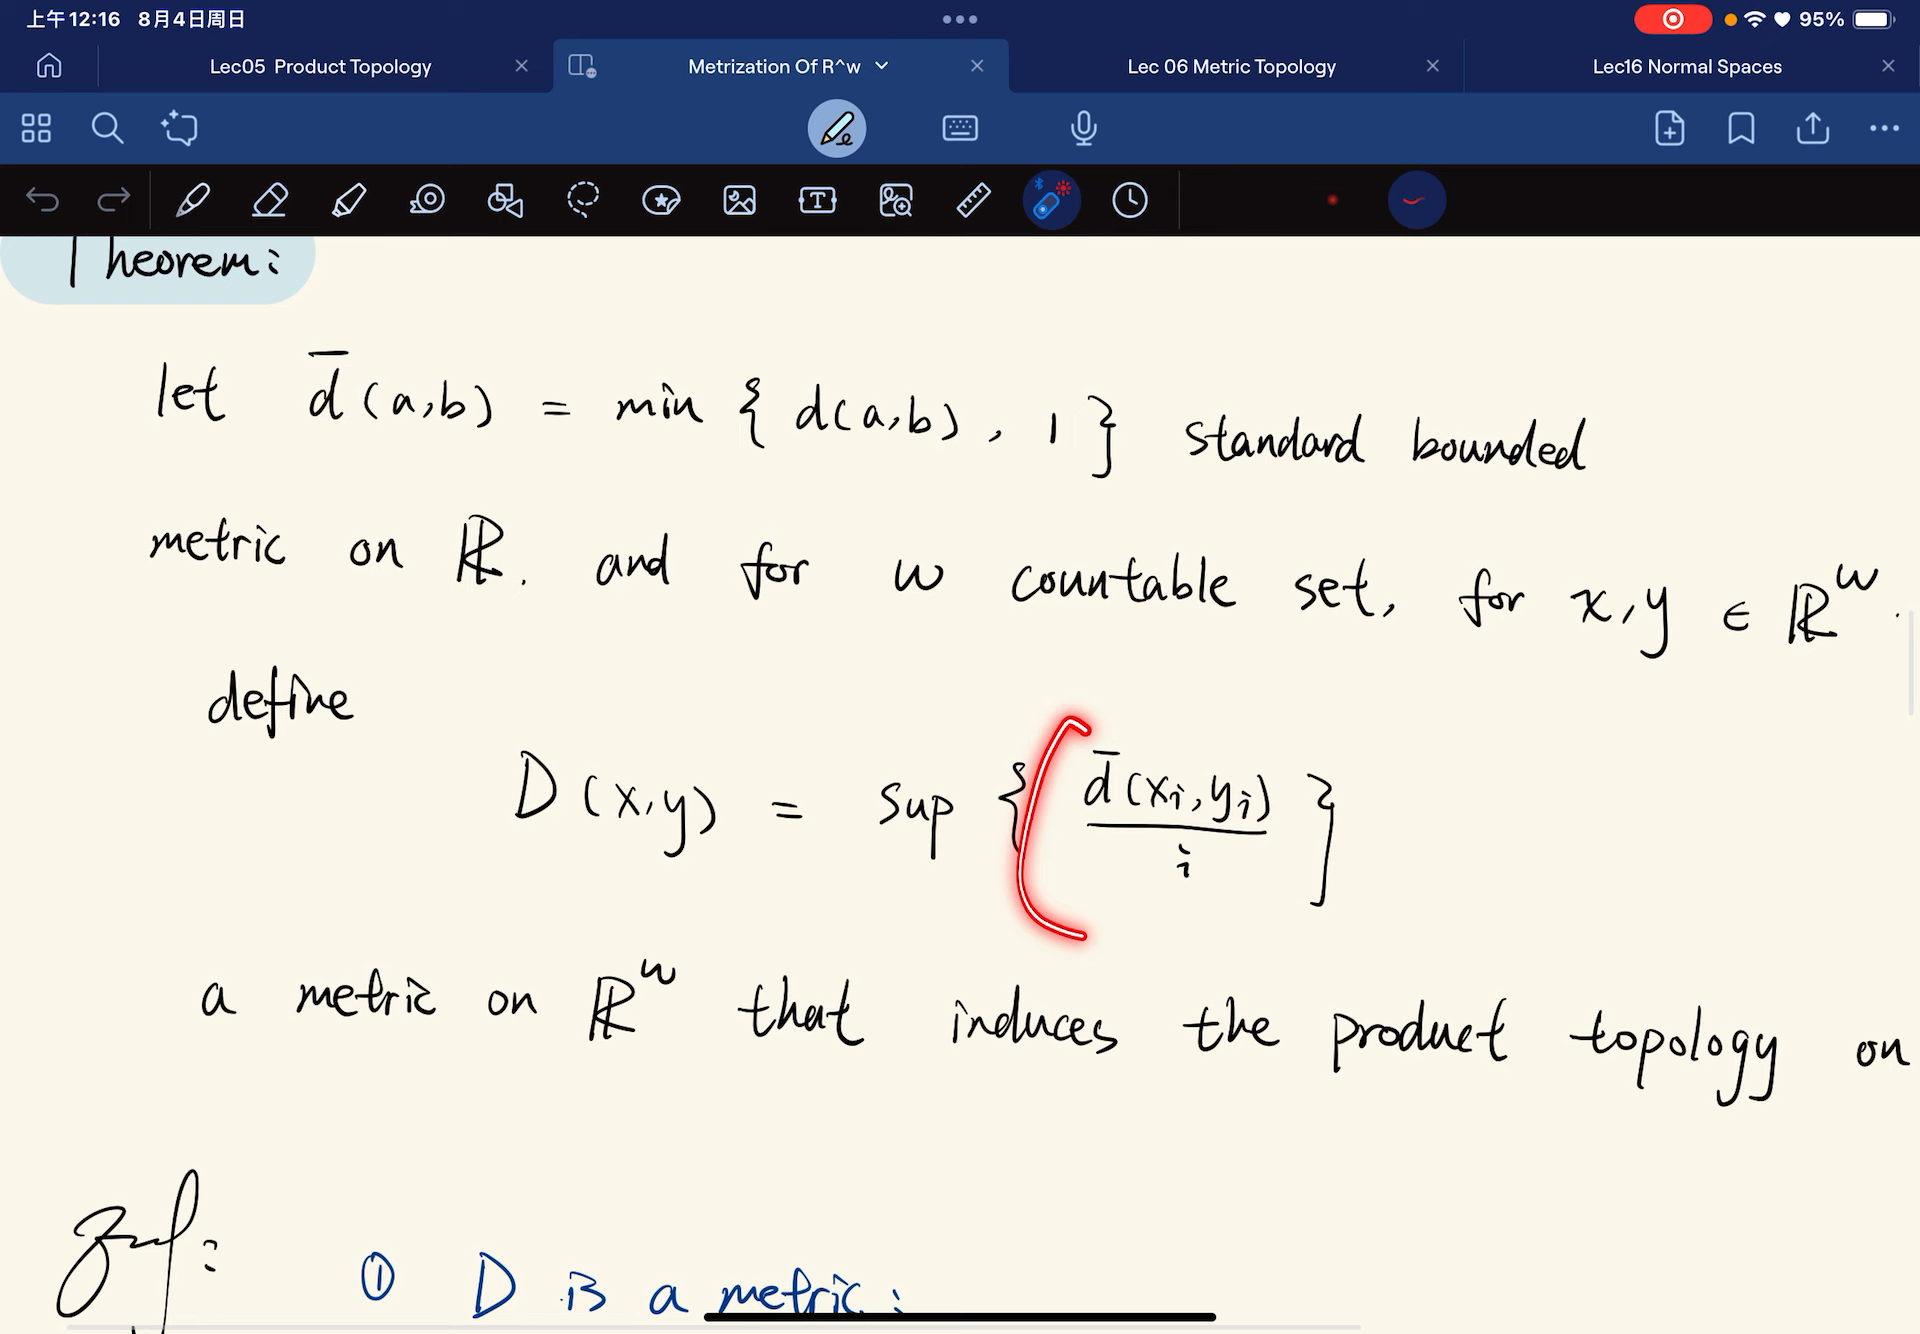 上午12:16 8月4日周日
95%
Lec05 Product Topology
Metrization Of R^w
Lec 06 Metric Topology
Lec16 Normal Spaces
Theorem:
let d̅(a,b) = min { d(a,b), 1 } standard bounded
metric on ℝ. and for w countable set, for x,y ∈ ℝ^w.
define
D(x,y) = sup { d̅(xᵢ,yᵢ) / i }
a metric on ℝ^w that induces the product topology on
① D is a metric: